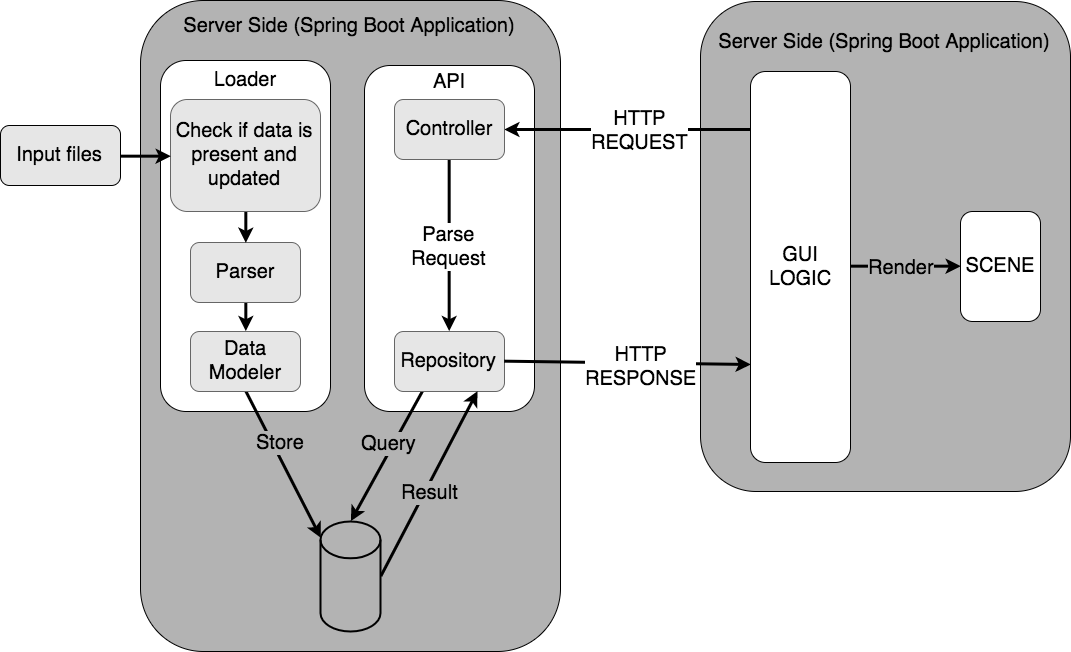 Server Side (Spring Boot Application)
Loader
Check if data is
present and
updated
Input files
Parser
Data
Modeler
Store
API
Controller
Parse
Request
Repository
Query
Result
HTTP
REQUEST
HTTP
RESPONSE
Server Side (Spring Boot Application)
GUI
LOGIC
Render
SCENE